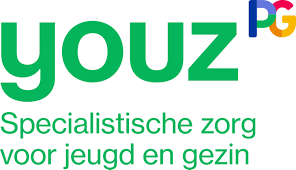 youz
PG
Specialistische zorg
voor jeugd en gezin